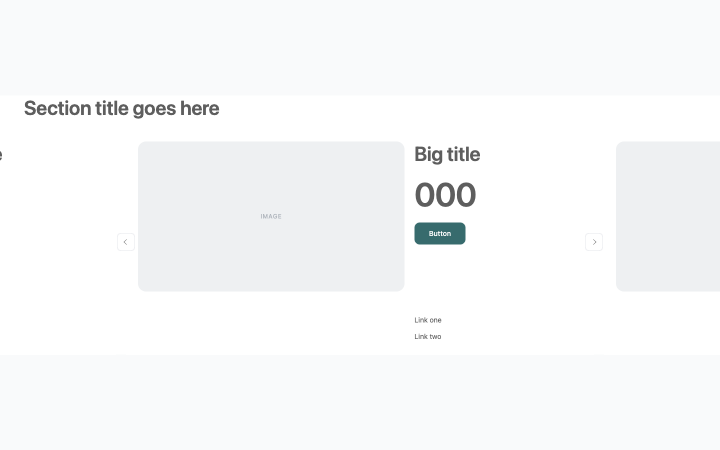 Section title goes here
Big title
000
IMAGE
Button
Link one
Link two